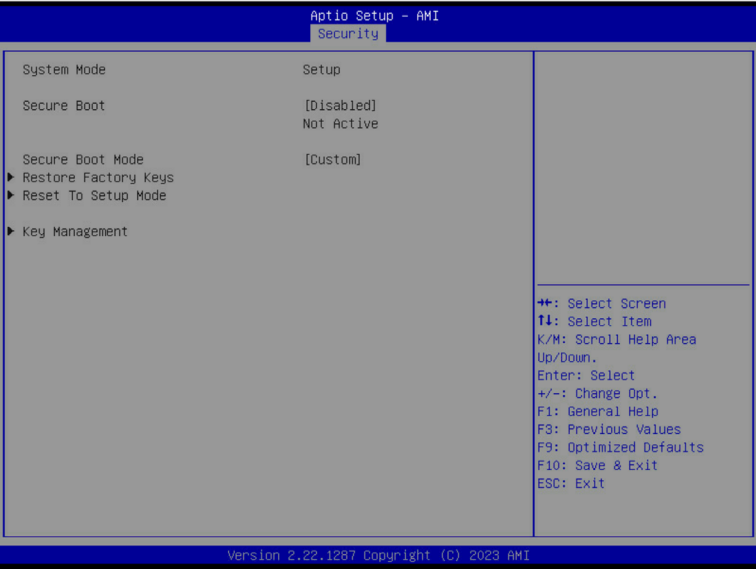 Aptio Setup - AMI
Security
System Mode Setup
Secure Boot [Disabled]
Not Active
Secure Boot Mode [Custom]
Restore Factory Keys
Reset To Setup Mode
Key Management
→←: Select Screen
↑↓: Select Item
K/M: Scroll Help Area
Up/Down.
Enter: Select
+/-: Change Opt.
F1: General Help
F3: Previous Values
F9: Optimized Defaults
F10: Save & Exit
ESC: Exit
Version 2.22.1287 Copyright (C) 2023 AMI